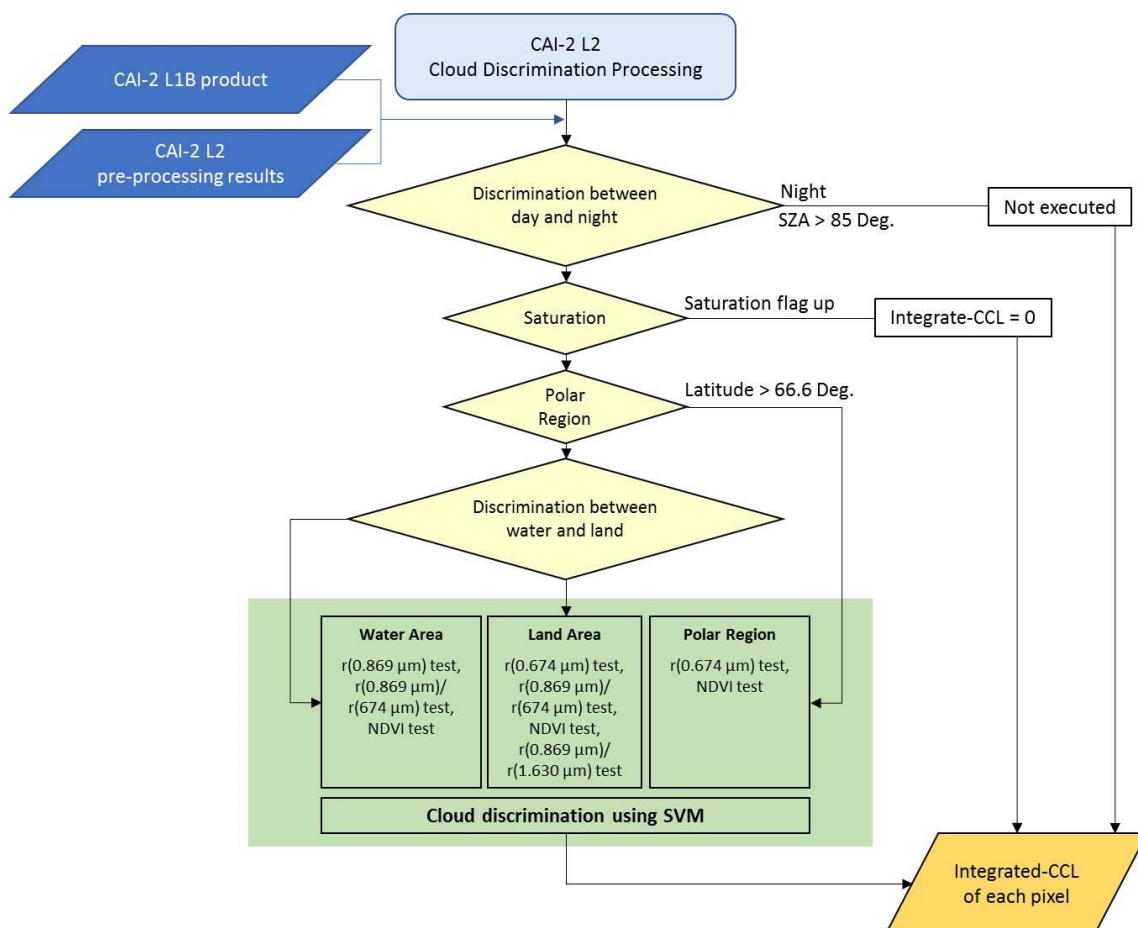 CAI-2 L2
Cloud Discrimination Processing
CAI-2 L1B product
CAI-2 L2
pre-processing results
Discrimination between
day and night
Night
SZA > 85 Deg.
Not executed
Saturation
Saturation flag up
Integrate-CCL = 0
Polar
Region
Latitude > 66.6 Deg.
Discrimination between
water and land
Water Area
r(0.869 μm) test,
r(0.869 μm)/
r(674 μm) test,
NDVI test
Land Area
r(0.674 μm) test,
r(0.869 μm)/
r(674 μm) test,
NDVI test,
r(0.869 μm)/
r(1.630 μm) test
Polar Region
r(0.674 μm) test,
NDVI test
Cloud discrimination using SVM
Integrated-CCL
of each pixel